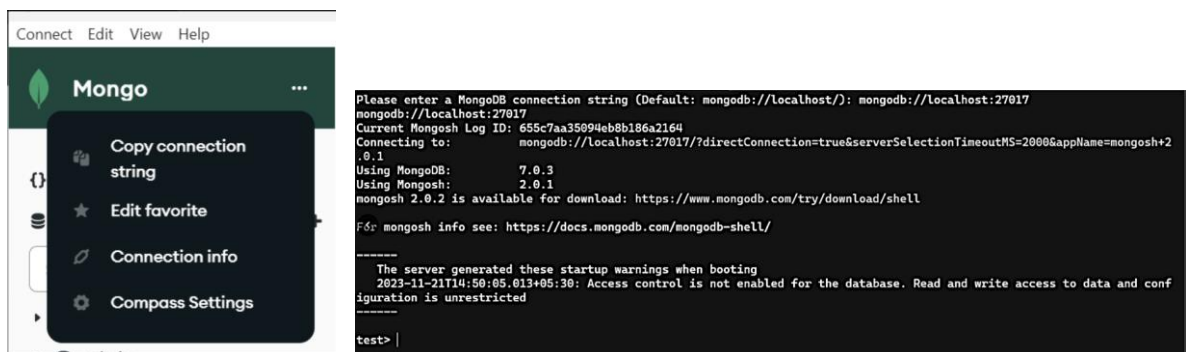 Connect Edit View Help
Mongo
Copy connection
string
{}
Edit favorite
Connection info
Compass Settings
Please enter a MongoDB connection string (Default: mongodb://localhost/): mongodb://localhost:27017
mongodb://localhost:27017
Current Mongosh Log ID: 655c7aa35094eb8b186a2164
Connecting to: mongodb://localhost:27017/?directConnection=true&serverSelectionTimeoutMS=2000&appName=mongosh+2
.0.1
Using MongoDB: 7.0.3
Using Mongosh: 2.0.1
mongosh 2.0.2 is available for download: https://www.mongodb.com/try/download/shell
For mongosh info see: https://docs.mongodb.com/mongodb-shell/
------
The server generated these startup warnings when booting
2023-11-21T14:50:05.013+05:30: Access control is not enabled for the database. Read and write access to data and conf
iguration is unrestricted
------
test>